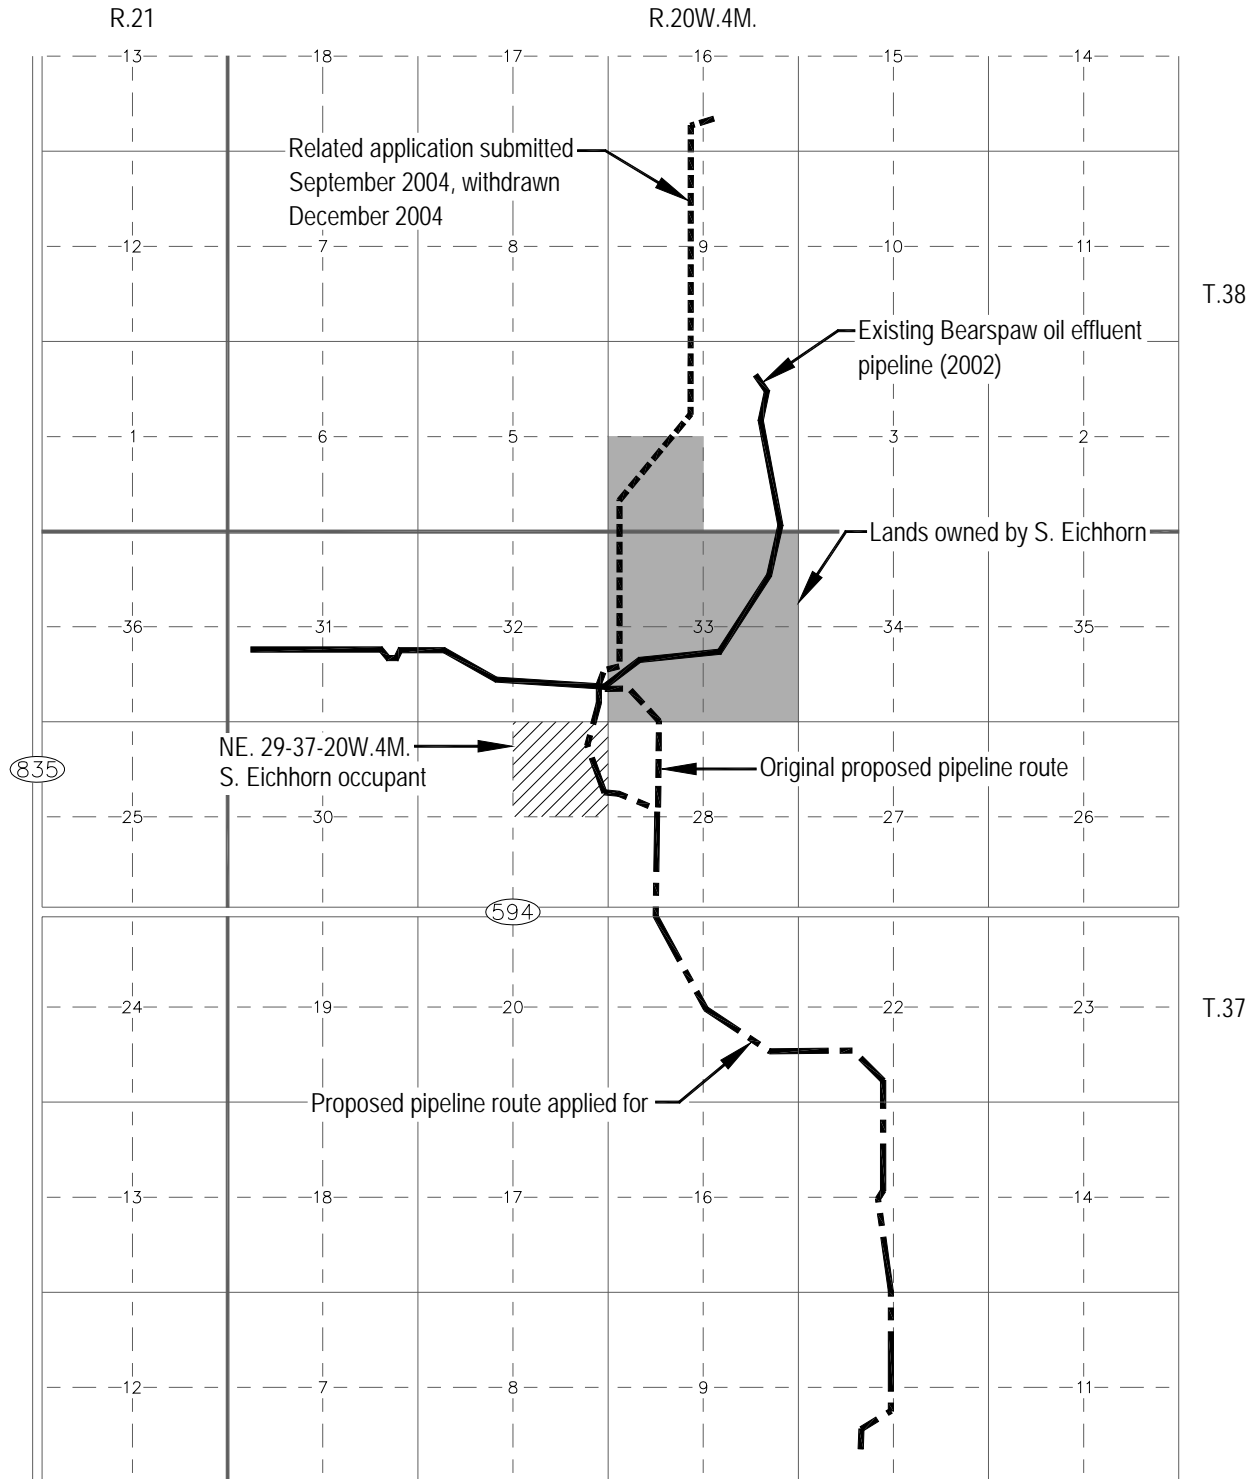 R.21 R.20W.4M.
13 18 17 16 15 14
Related application submitted
September 2004, withdrawn
December 2004
12 7 8 9 10 11
T.38
Existing Bearspaw oil effluent
pipeline (2002)
1 6 5 3 2
Lands owned by S. Eichhorn
36 31 32 33 34 35
NE. 29-37-20W.4M.
S. Eichhorn occupant
835
Original proposed pipeline route
25 30 28 27 26
594
24 19 20 22 23
T.37
Proposed pipeline route applied for
13 18 17 16 14
12 7 8 9 11